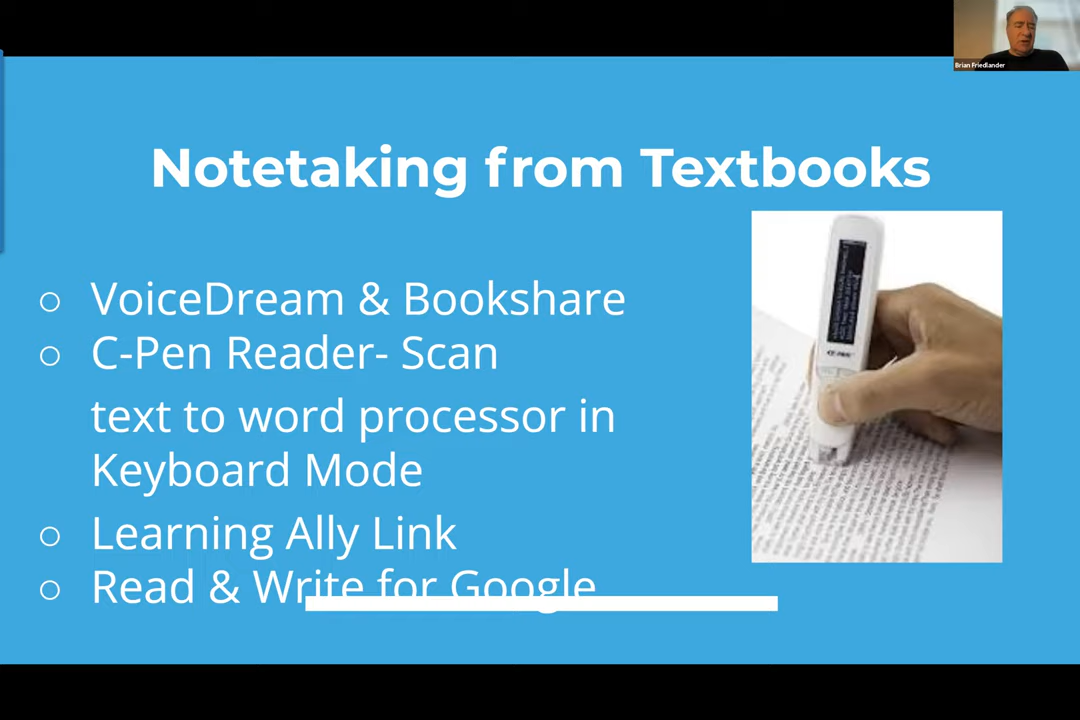 Brian Friedlander
Notetaking from Textbooks
VoiceDream & Bookshare
C-Pen Reader- Scan
text to word processor in
Keyboard Mode
Learning Ally Link
Read & Write for Google